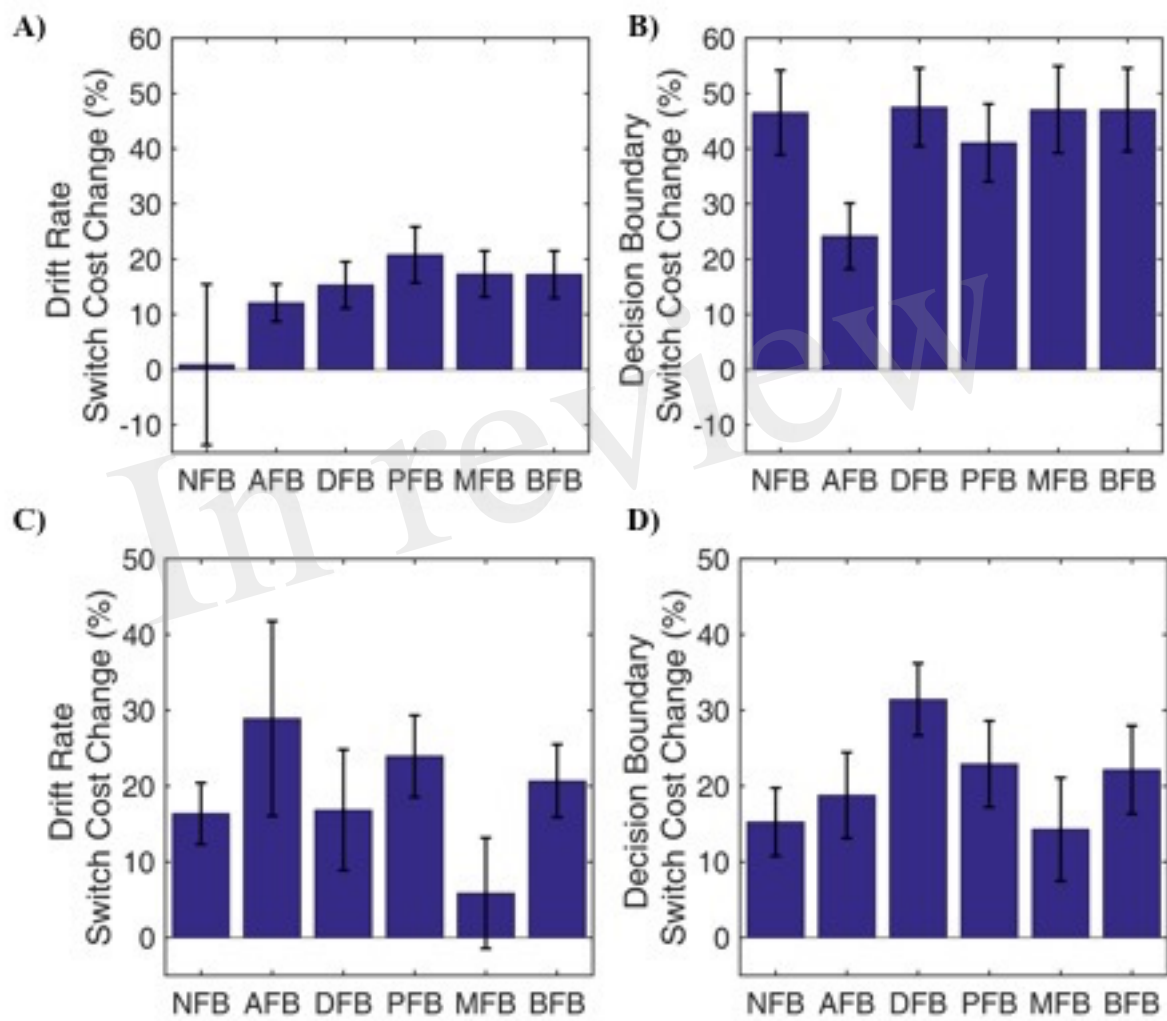 A)
60
50
40
30
20
10
0
-10
Drift Rate
Switch Cost Change (%)
NFB AFB DFB PFB MFB BFB
B)
60
50
40
30
20
10
0
-10
Decision Boundary
Switch Cost Change (%)
NFB AFB DFB PFB MFB BFB
In review
C)
50
40
30
20
10
0
Drift Rate
Switch Cost Change (%)
NFB AFB DFB PFB MFB BFB
D)
50
40
30
20
10
0
Decision Boundary
Switch Cost Change (%)
NFB AFB DFB PFB MFB BFB